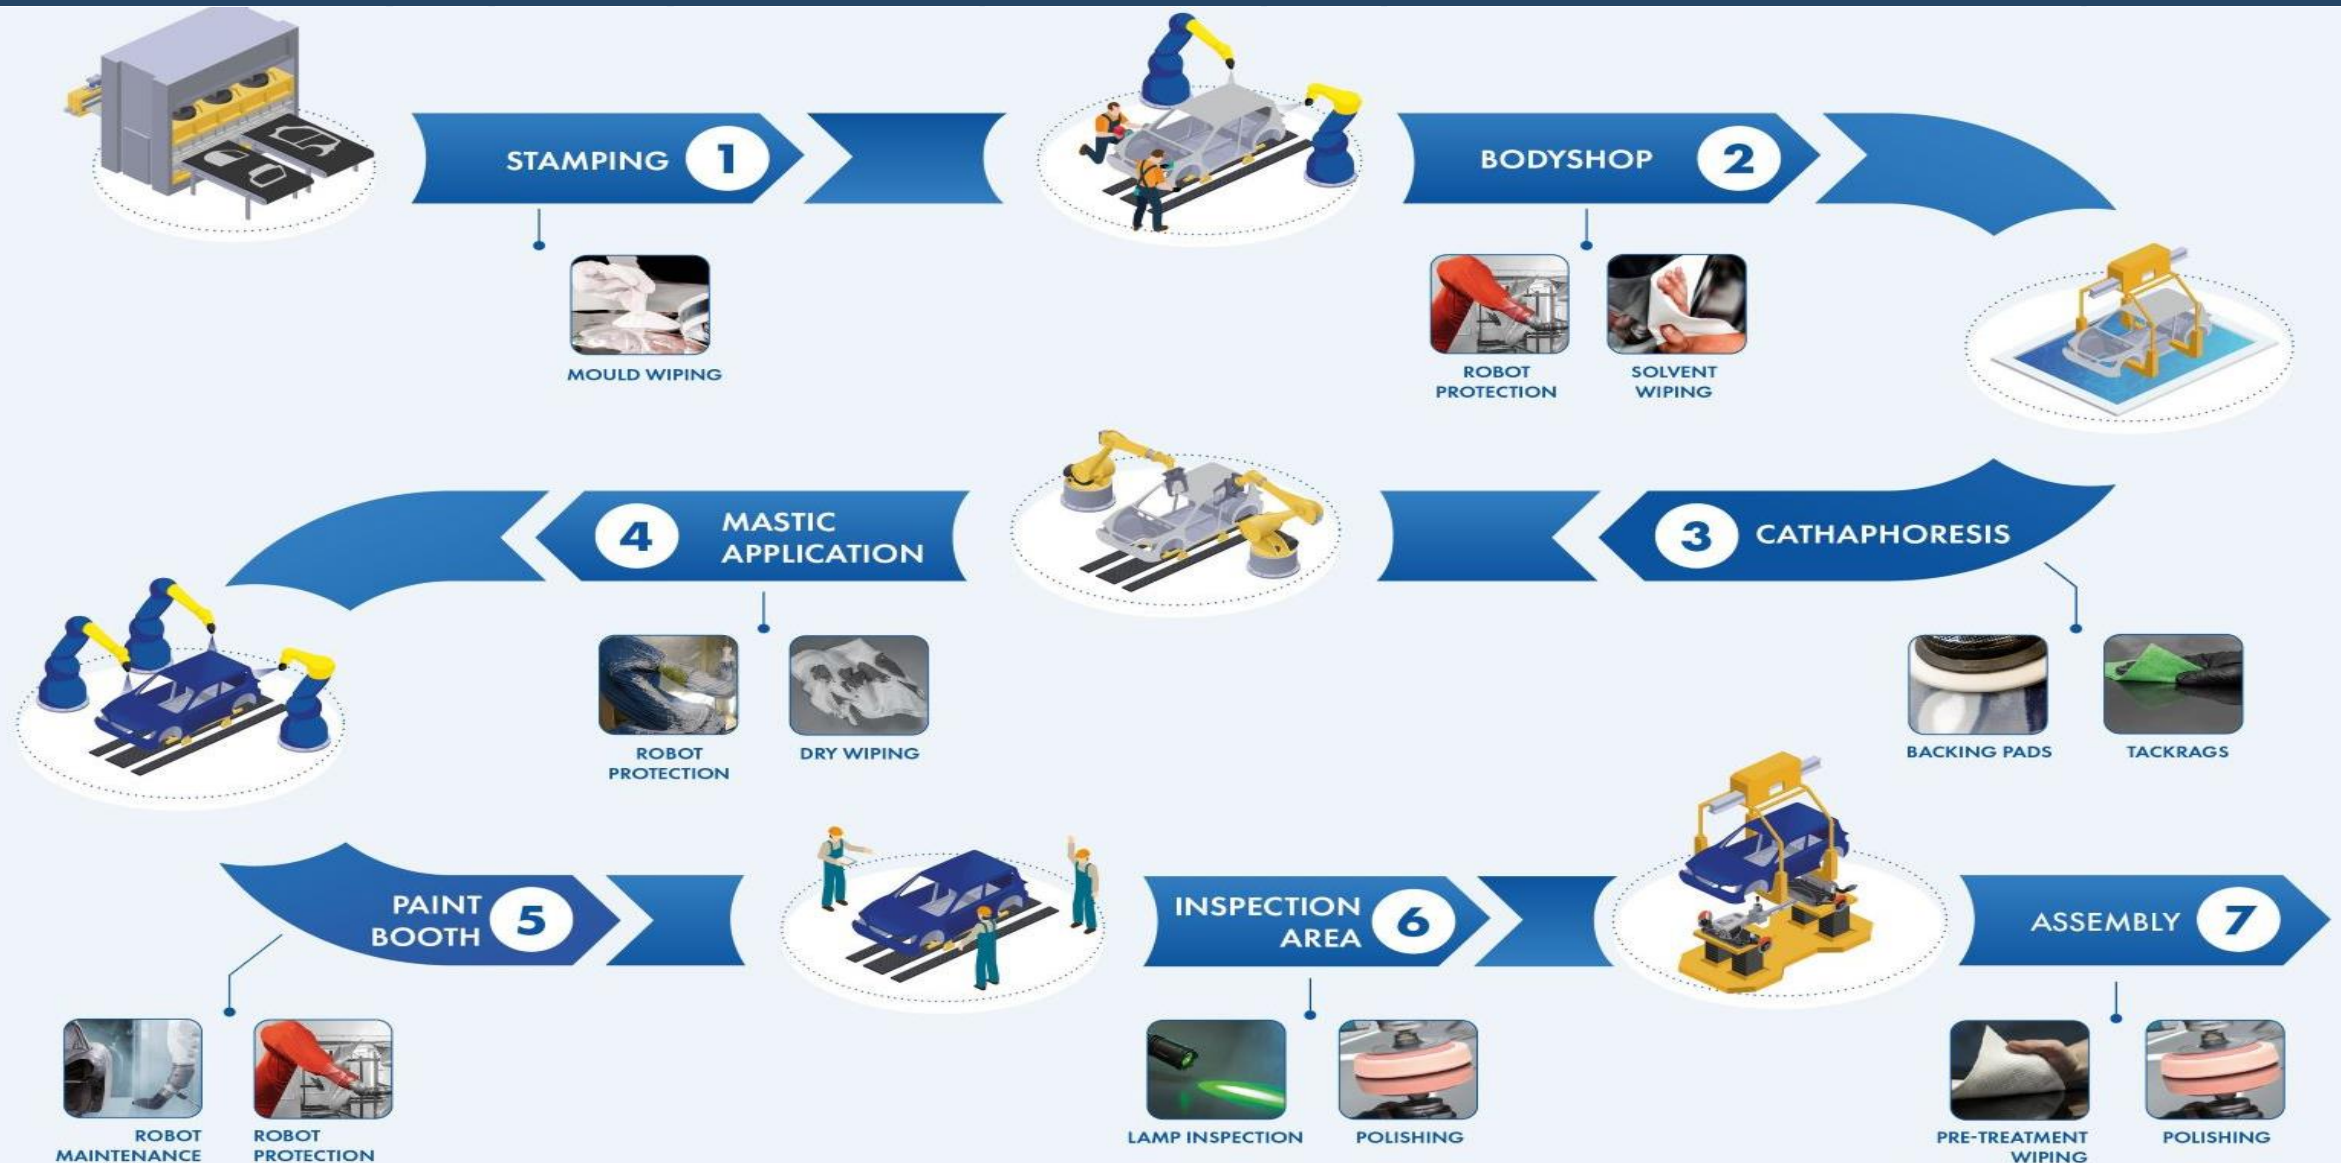 STAMPING 1
MOULD WIPING
BODYSHOP 2
ROBOT
PROTECTION
SOLVENT
WIPING
3 CATHAPHORESIS
BACKING PADS
TACKRAGS
4 MASTIC
APPLICATION
ROBOT
PROTECTION
DRY WIPING
PAINT
BOOTH 5
ROBOT
MAINTENANCE
ROBOT
PROTECTION
INSPECTION
AREA 6
LAMP INSPECTION
POLISHING
ASSEMBLY 7
PRE-TREATMENT
WIPING
POLISHING